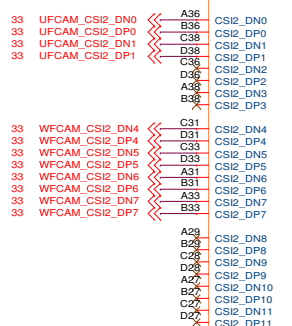 33 UFCAM_CSI2_DN0 A36 CSI2_DN0
33 UFCAM_CSI2_DP0 B36 CSI2_DP0
33 UFCAM_CSI2_DN1 C38 CSI2_DN1
33 UFCAM_CSI2_DP1 D38 CSI2_DP1
C36 CSI2_DN2
D36 CSI2_DP2
A38 CSI2_DN3
B38 CSI2_DP3
33 WFCAM_CSI2_DN4 C31 CSI2_DN4
33 WFCAM_CSI2_DP4 D31 CSI2_DP4
33 WFCAM_CSI2_DN5 C33 CSI2_DN5
33 WFCAM_CSI2_DP5 D33 CSI2_DP5
33 WFCAM_CSI2_DN6 A31 CSI2_DN6
33 WFCAM_CSI2_DP6 B31 CSI2_DP6
33 WFCAM_CSI2_DN7 A33 CSI2_DN7
33 WFCAM_CSI2_DP7 B33 CSI2_DP7
A29 CSI2_DN8
B29 CSI2_DP8
C28 CSI2_DN9
D28 CSI2_DP9
A27 CSI2_DN10
B27 CSI2_DP10
C27 CSI2_DN11
D27 CSI2_DP11